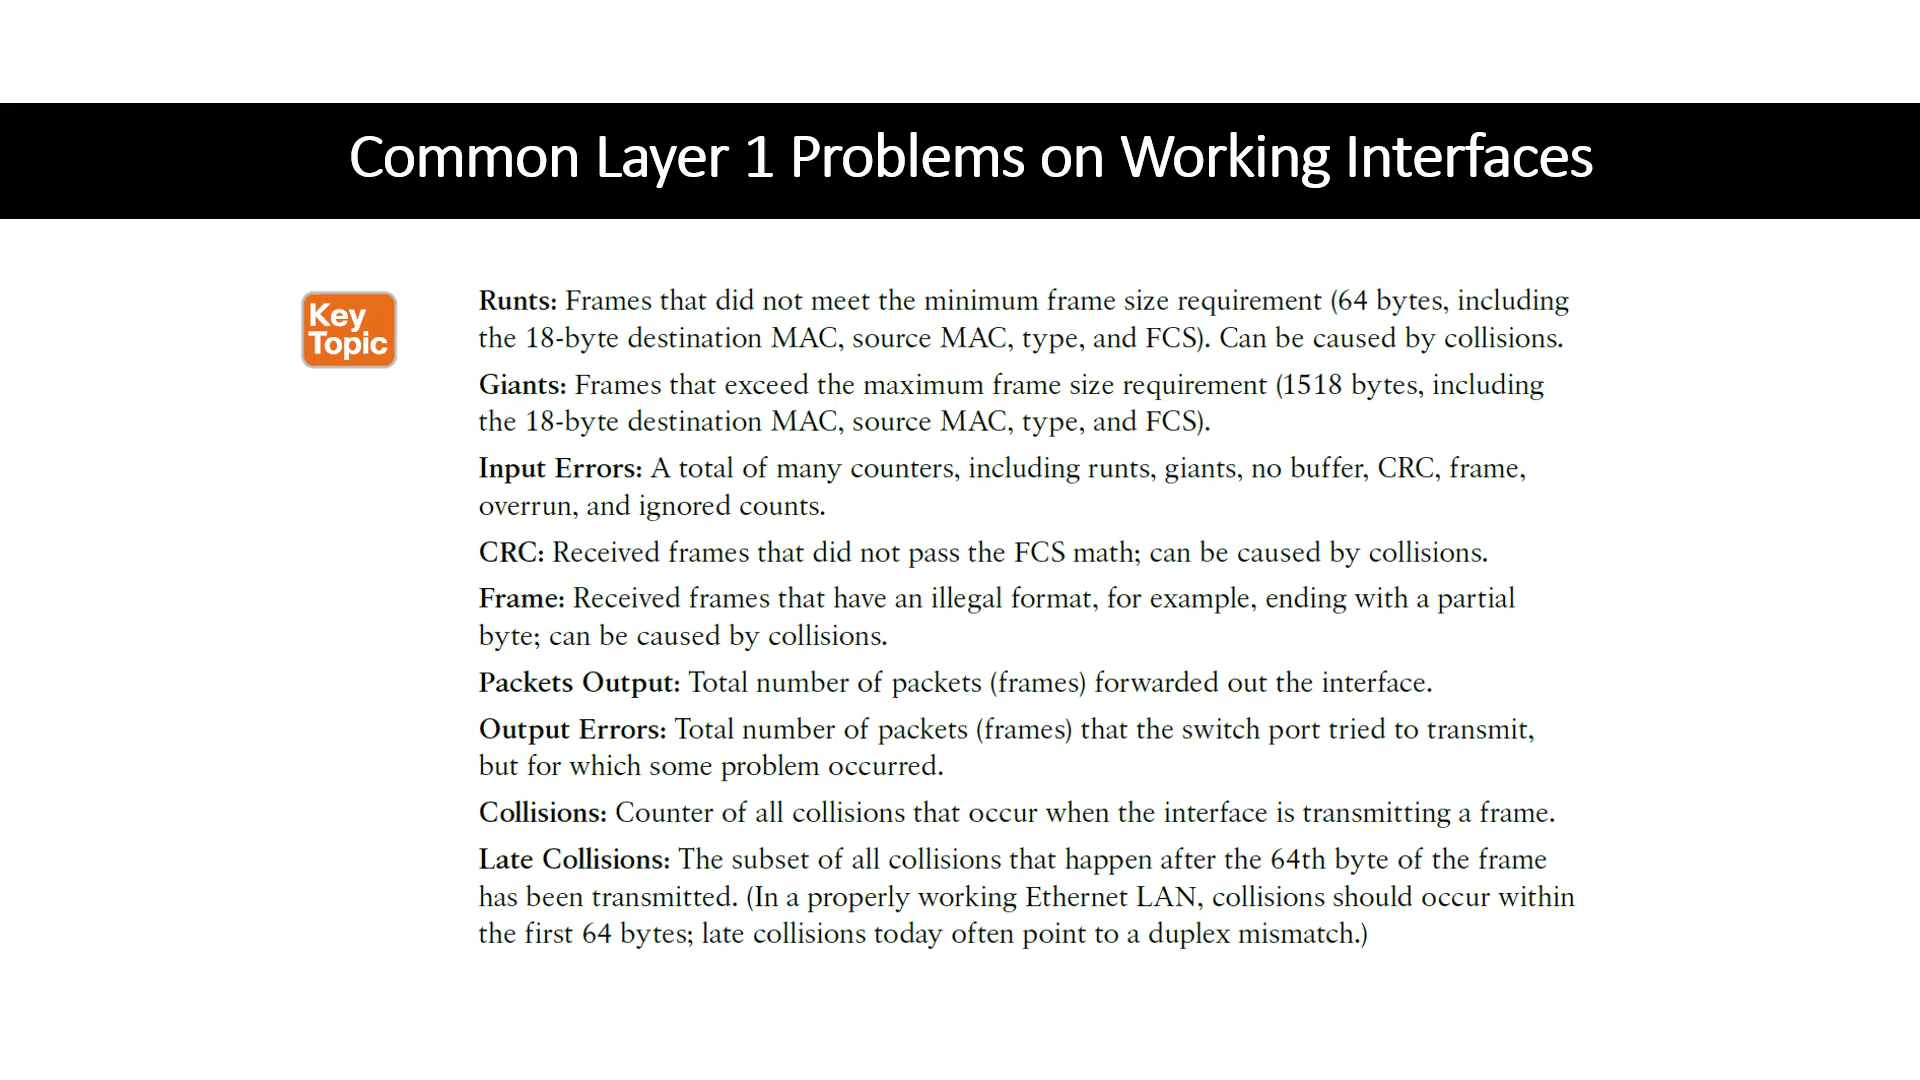 Common Layer 1 Problems on Working Interfaces
Key
Topic
Runts: Frames that did not meet the minimum frame size requirement (64 bytes, including
the 18-byte destination MAC, source MAC, type, and FCS). Can be caused by collisions.
Giants: Frames that exceed the maximum frame size requirement (1518 bytes, including
the 18-byte destination MAC, source MAC, type, and FCS).
Input Errors: A total of many counters, including runts, giants, no buffer, CRC, frame,
overrun, and ignored counts.
CRC: Received frames that did not pass the FCS math; can be caused by collisions.
Frame: Received frames that have an illegal format, for example, ending with a partial
byte; can be caused by collisions.
Packets Output: Total number of packets (frames) forwarded out the interface.
Output Errors: Total number of packets (frames) that the switch port tried to transmit,
but for which some problem occurred.
Collisions: Counter of all collisions that occur when the interface is transmitting a frame.
Late Collisions: The subset of all collisions that happen after the 64th byte of the frame
has been transmitted. (In a properly working Ethernet LAN, collisions should occur within
the first 64 bytes; late collisions today often point to a duplex mismatch.)